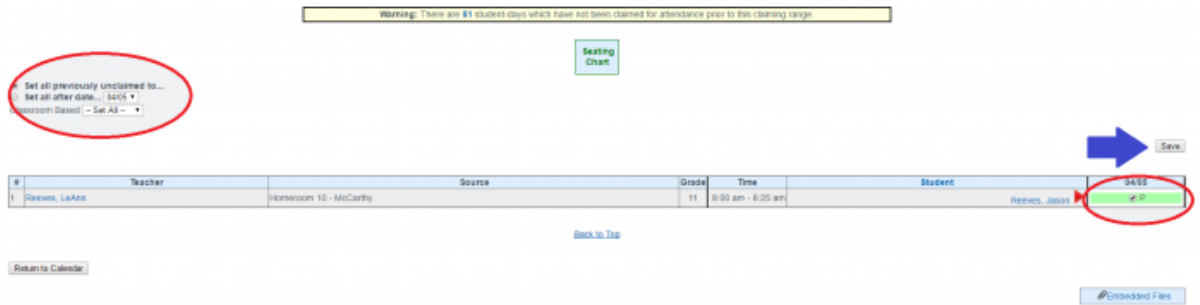 Warning: There are 51 student-days which have not been claimed for attendance prior to this claiming range.
Seating
Chart
Set all previously unclaimed to...
Set all after date... 04/05
Classroom Based -- Set All --
Save
# Teacher Source Grade Time Student 04/05
1 Reeves, LeAnn Homeroom 10 - McCarthy 11 8:00 am - 8:25 am Reeves, Jason P
Back to Top
Return to Calendar
Embedded Files